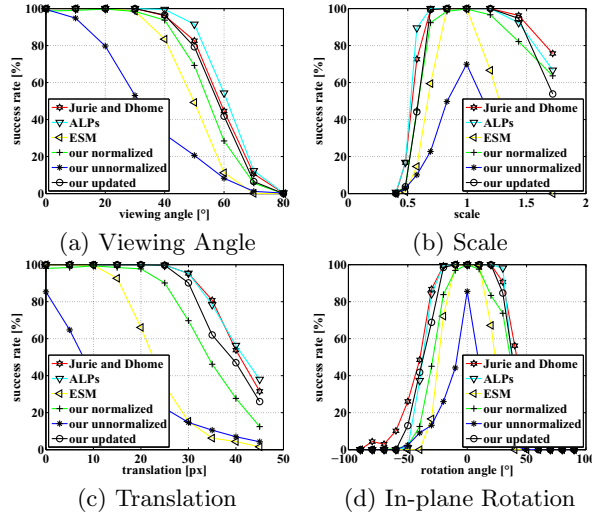 100
80
60
40
20
0
success rate [%]
Jurie and Dhome
ALPs
ESM
our normalized
our unnormalized
our updated
0 20 40 60 80
viewing angle [°]
(a) Viewing Angle
100
80
60
40
20
0
success rate [%]
Jurie and Dhome
ALPs
ESM
our normalized
our unnormalized
our updated
0 0.5 1 1.5 2
scale
(b) Scale
100
80
60
40
20
0
success rate [%]
Jurie and Dhome
ALPs
ESM
our normalized
our unnormalized
our updated
0 10 20 30 40 50
translation [px]
(c) Translation
100
80
60
40
20
0
success rate [%]
Jurie and Dhome
ALPs
ESM
our normalized
our unnormalized
our updated
−100 −50 0 50 100
rotation angle [°]
(d) In-plane Rotation